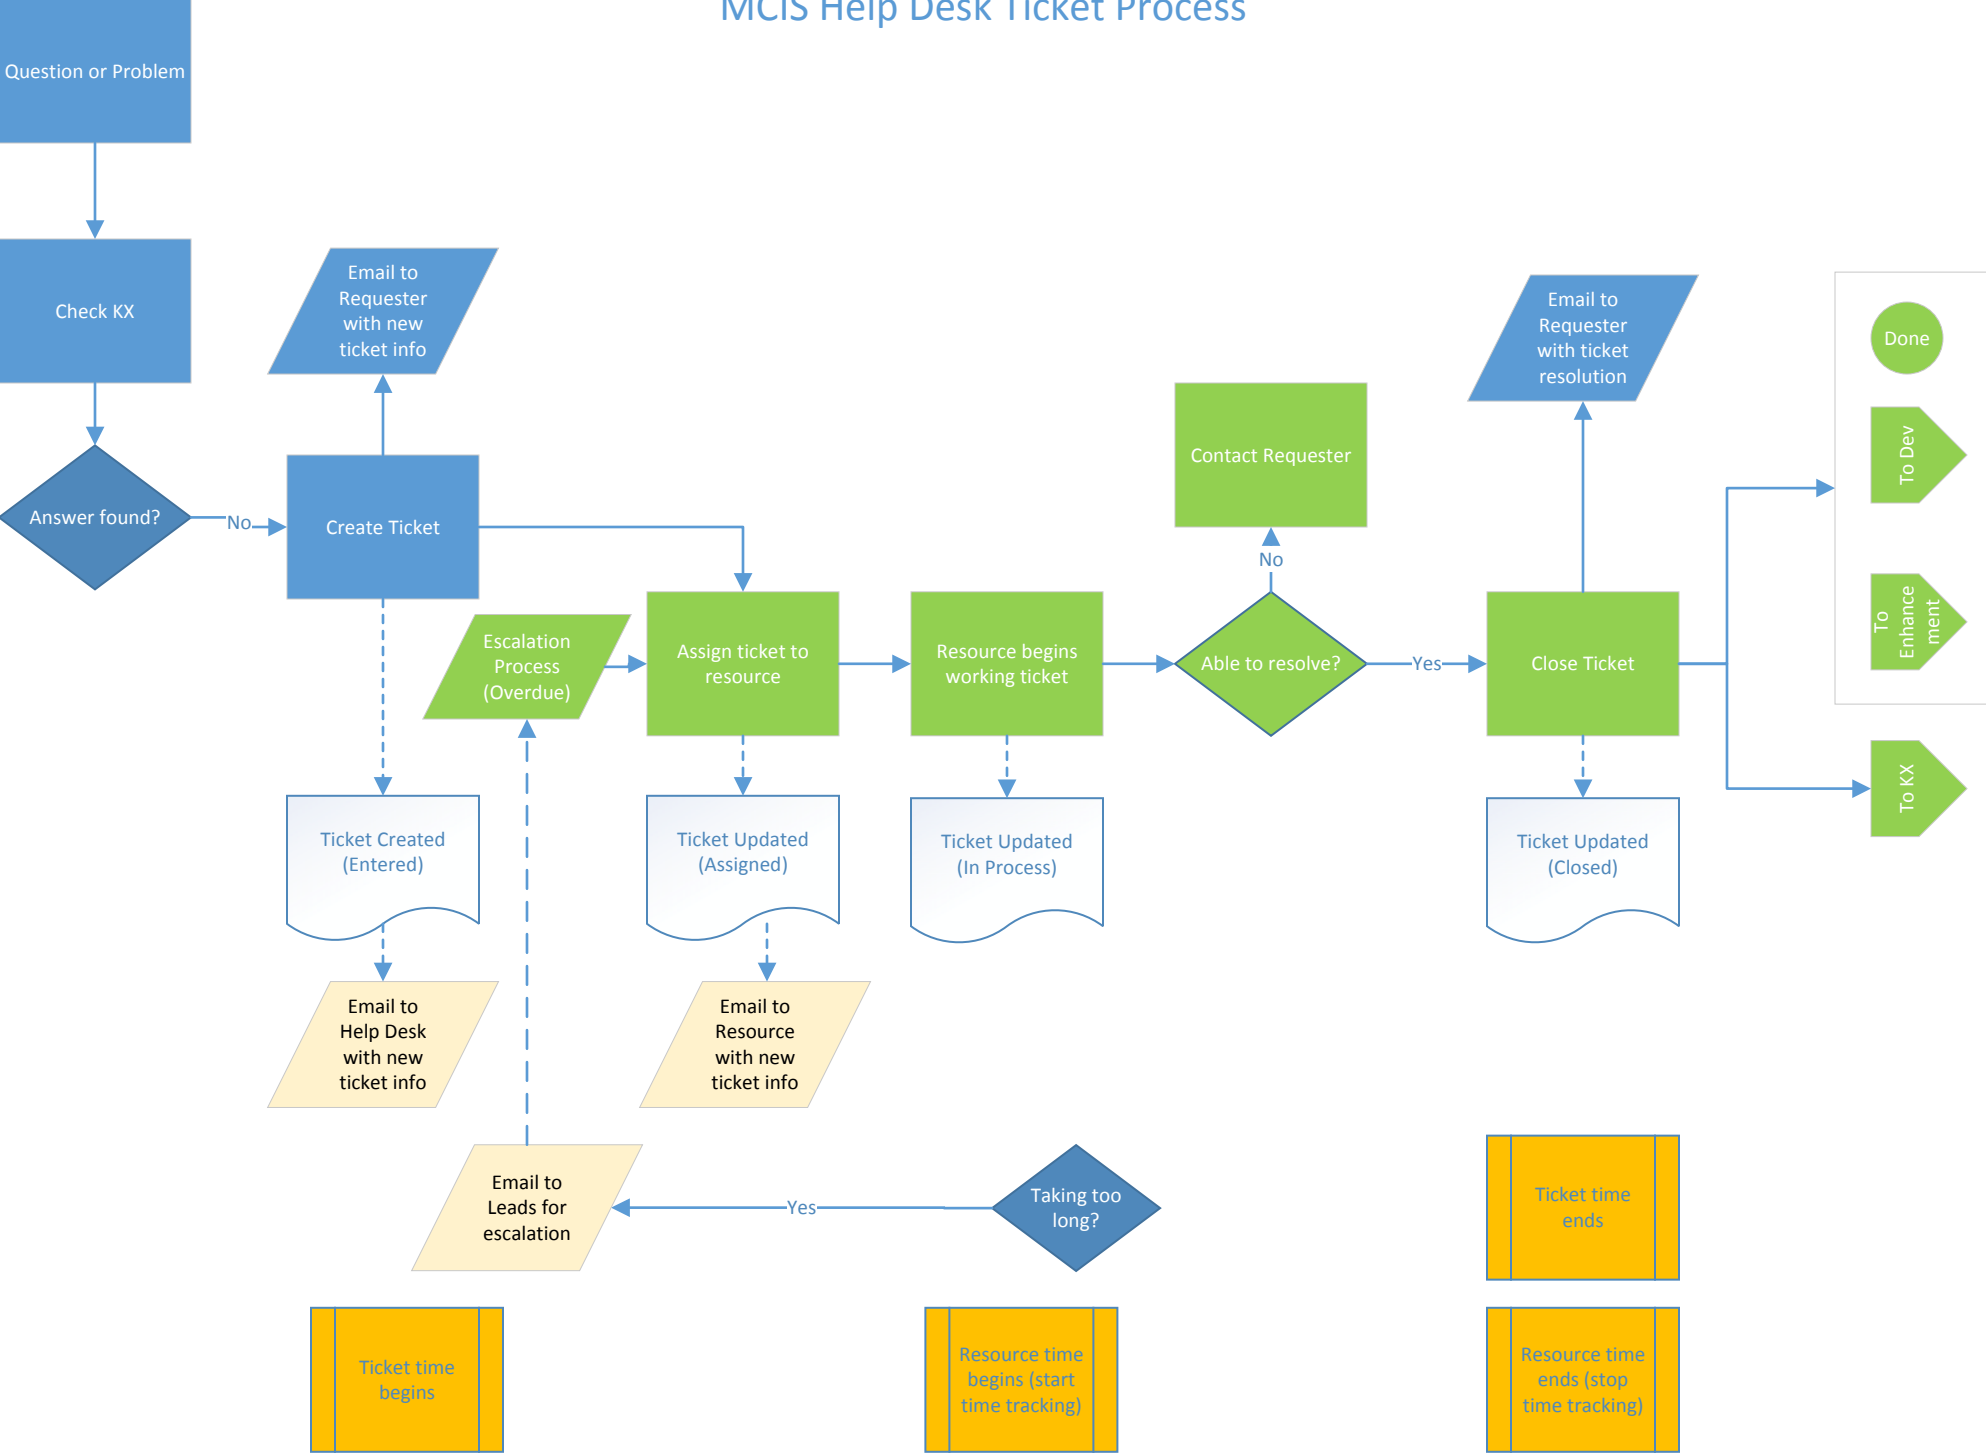 MCIS Help Desk Ticket Process
Question or Problem
Check KX
Answer found?
No
Email to
Requester
with new
ticket info
Create Ticket
Escalation
Process
(Overdue)
Assign ticket to
resource
Resource begins
working ticket
Contact Requester
No
Able to resolve?
Yes
Email to
Requester
with ticket
resolution
Close Ticket
Done
To Dev
To
Enhance
ment
To KX
Ticket Created
(Entered)
Ticket Updated
(Assigned)
Ticket Updated
(In Process)
Ticket Updated
(Closed)
Email to
Help Desk
with new
ticket info
Email to
Resource
with new
ticket info
Email to
Leads for
escalation
Yes
Taking too
long?
Ticket time
ends
Ticket time
begins
Resource time
begins (start
time tracking)
Resource time
ends (stop
time tracking)